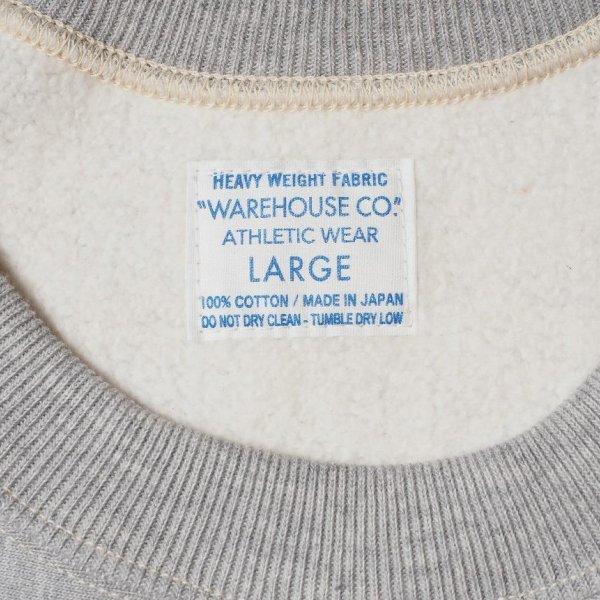 HEAVY WEIGHT FABRIC
"WAREHOUSE CO."
ATHLETIC WEAR
LARGE
100% COTTON / MADE IN JAPAN
DO NOT DRY CLEAN - TUMBLE DRY LOW